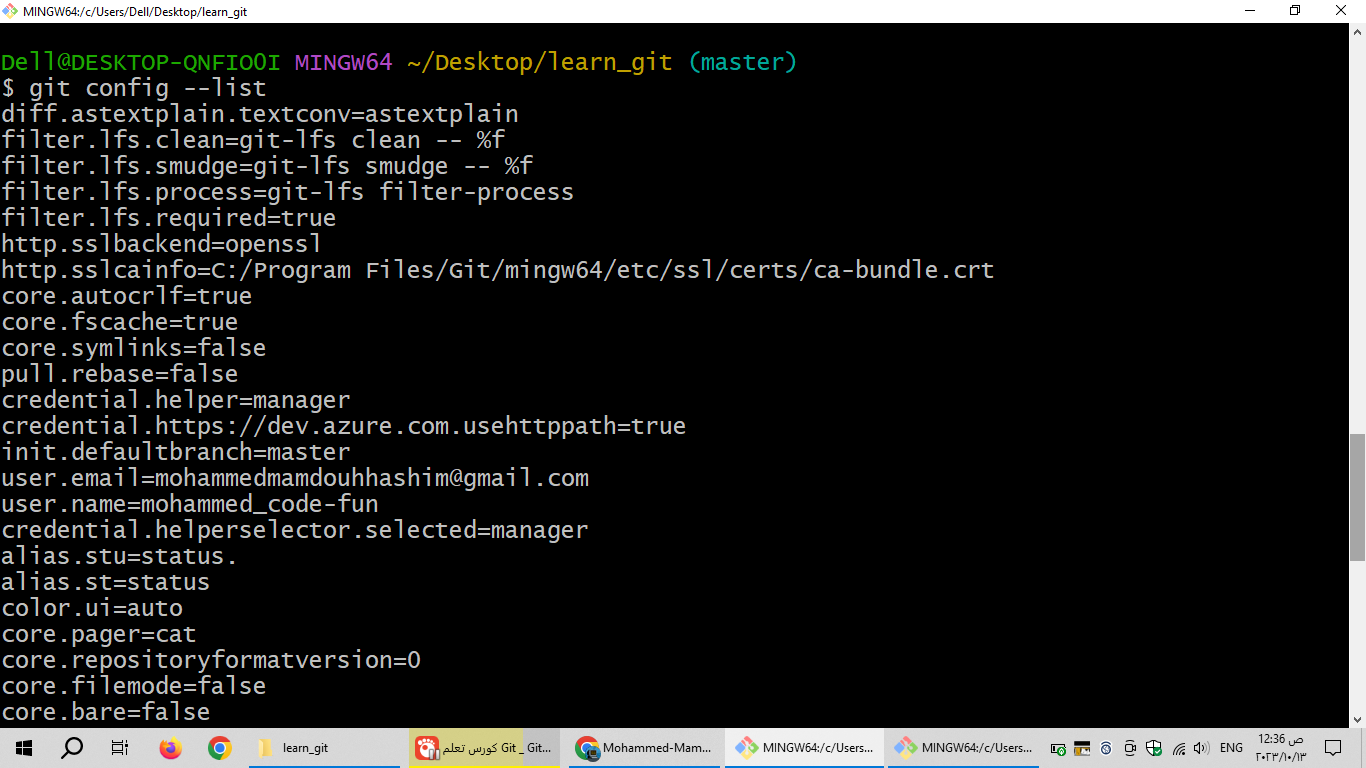 MINGW64:/c/Users/Dell/Desktop/learn_git
Dell@DESKTOP-QNFIO0I MINGW64 ~/Desktop/learn_git (master)
$ git config --list
diff.astextplain.textconv=astextplain
filter.lfs.clean=git-lfs clean -- %f
filter.lfs.smudge=git-lfs smudge -- %f
filter.lfs.process=git-lfs filter-process
filter.lfs.required=true
http.sslbackend=openssl
http.sslcainfo=C:/Program Files/Git/mingw64/etc/ssl/certs/ca-bundle.crt
core.autocrlf=true
core.fscache=true
core.symlinks=false
pull.rebase=false
credential.helper=manager
credential.https://dev.azure.com.usehttppath=true
init.defaultbranch=master
user.email=mohammedmamdouhhashim@gmail.com
user.name=mohammed_code-fun
credential.helperselector.selected=manager
alias.stu=status.
alias.st=status
color.ui=auto
core.pager=cat
core.repositoryformatversion=0
core.filemode=false
core.bare=false
learn_git
كورس تعلم Git _ Git...
Mohammed-Mam...
MINGW64:/c/Users...
MINGW64:/c/Users...
ENG
12:36 ص
٢٠٢٣/١٠/١٣